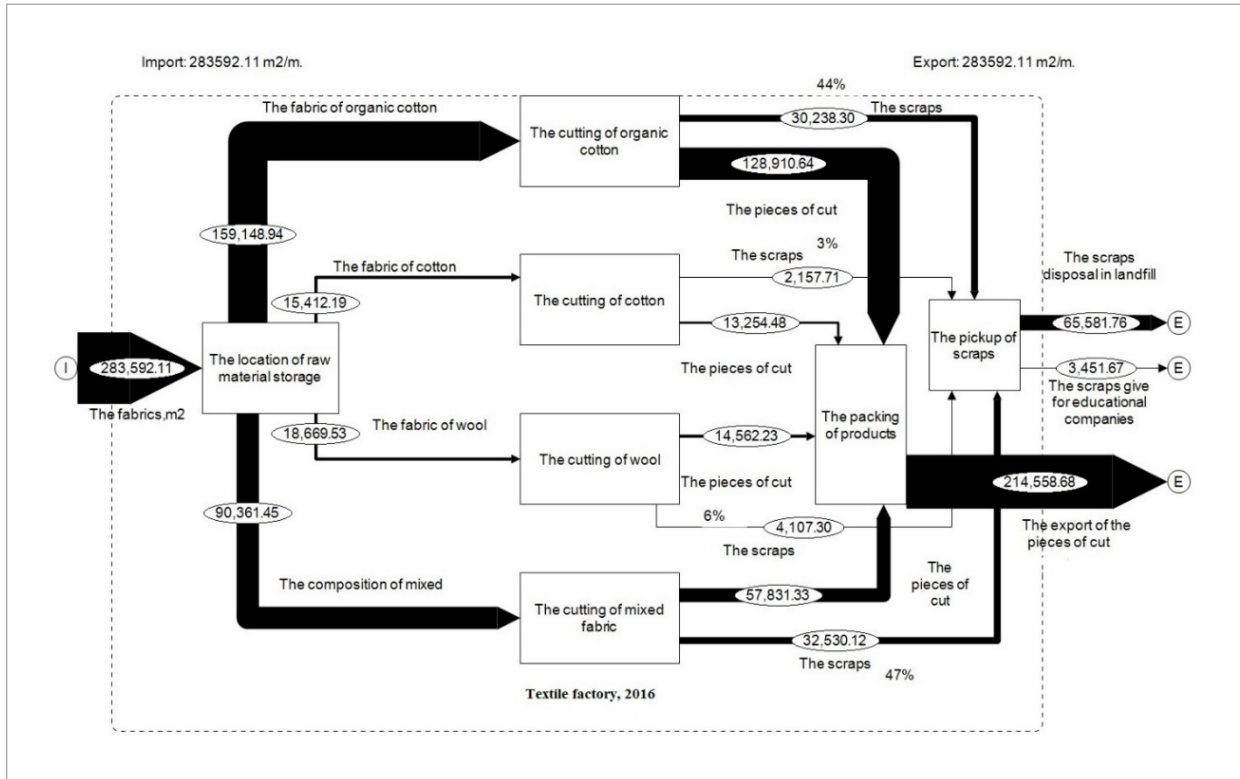 Import: 283592.11 m2/m.
Export: 283592.11 m2/m.
44%
The fabric of organic cotton
The scraps
30,238.30
The cutting of organic
cotton
128,910.64
The pieces of cut
159,148.94
3%
The scraps
The fabric of cotton
2,157.71
The scraps
disposal in landfill
15,412.19
The cutting of cotton
13,254.48
65,581.76
E
The pickup of
scraps
The location of raw
material storage
I
283,592.11
The pieces of cut
3,451.67
E
The fabrics,m2
The scraps give
for educational
companies
The packing
of products
18,669.53
The fabric of wool
14,562.23
The cutting of wool
The pieces of cut
214,558.68
E
90,361.45
6%
4,107.30
The export of the
pieces of cut
The scraps
The
pieces of
cut
The composition of mixed
57,831.33
The cutting of mixed
fabric
32,530.12
The scraps
47%
Textile factory, 2016